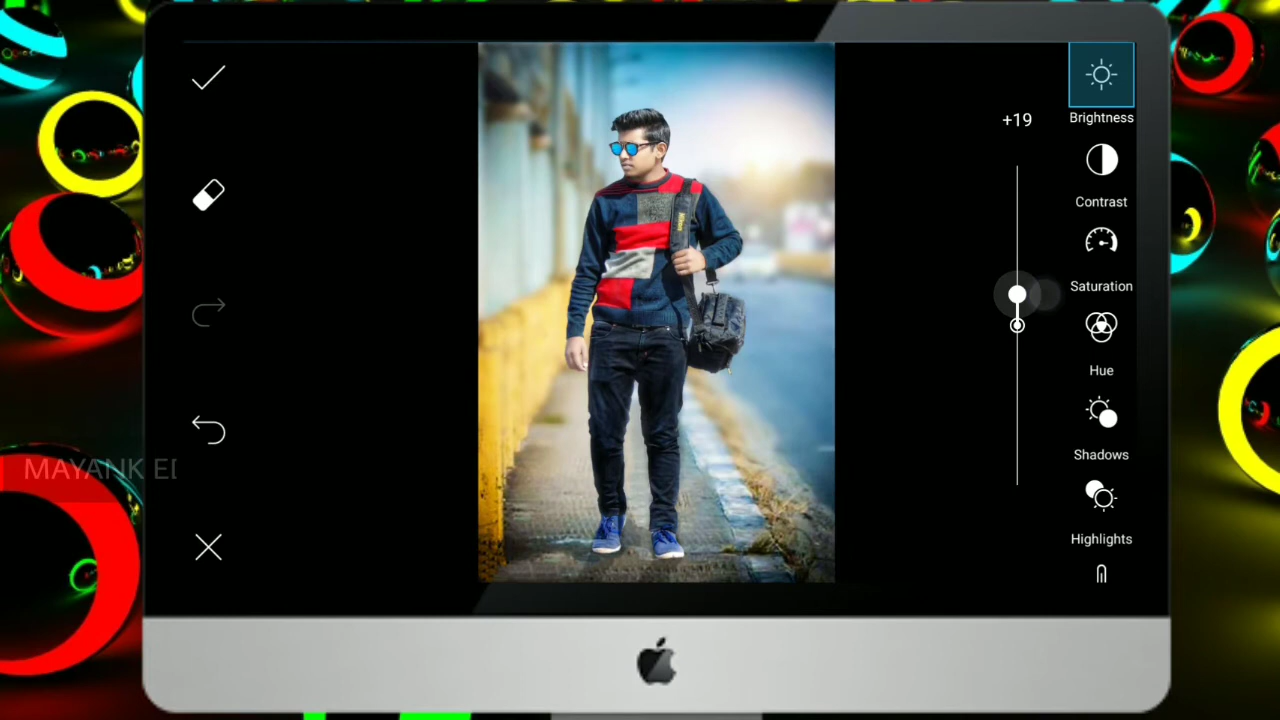 +19
Brightness
Contrast
Saturation
Hue
Shadows
Highlights
MAYANK